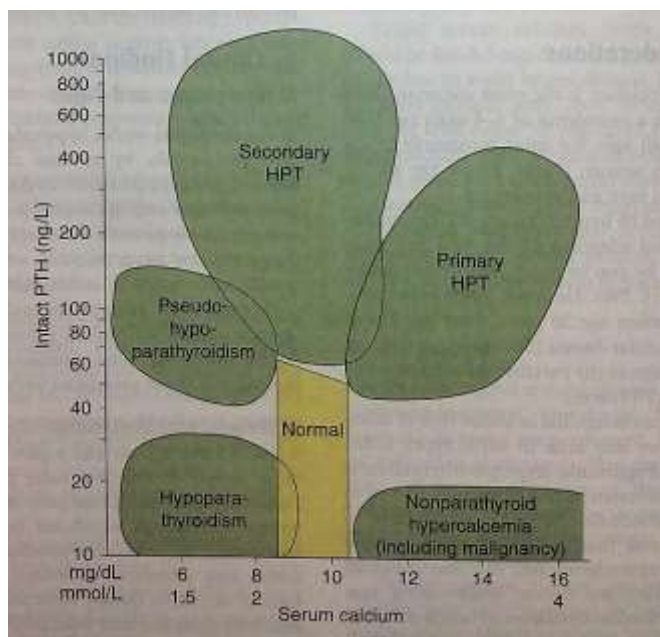 1000
800
600
400
200
100
80
60
40
20
10
Intact PTH (ng/L)
Secondary
HPT
Primary
HPT
Pseudo-
hypo-
parathyroidism
Normal
Hypopara-
thyroidism
Nonparathyroid
hypercalcemia
(including malignancy)
mg/dL 6 8 10 12 14 16
mmol/L 1.5 2 4
Serum calcium